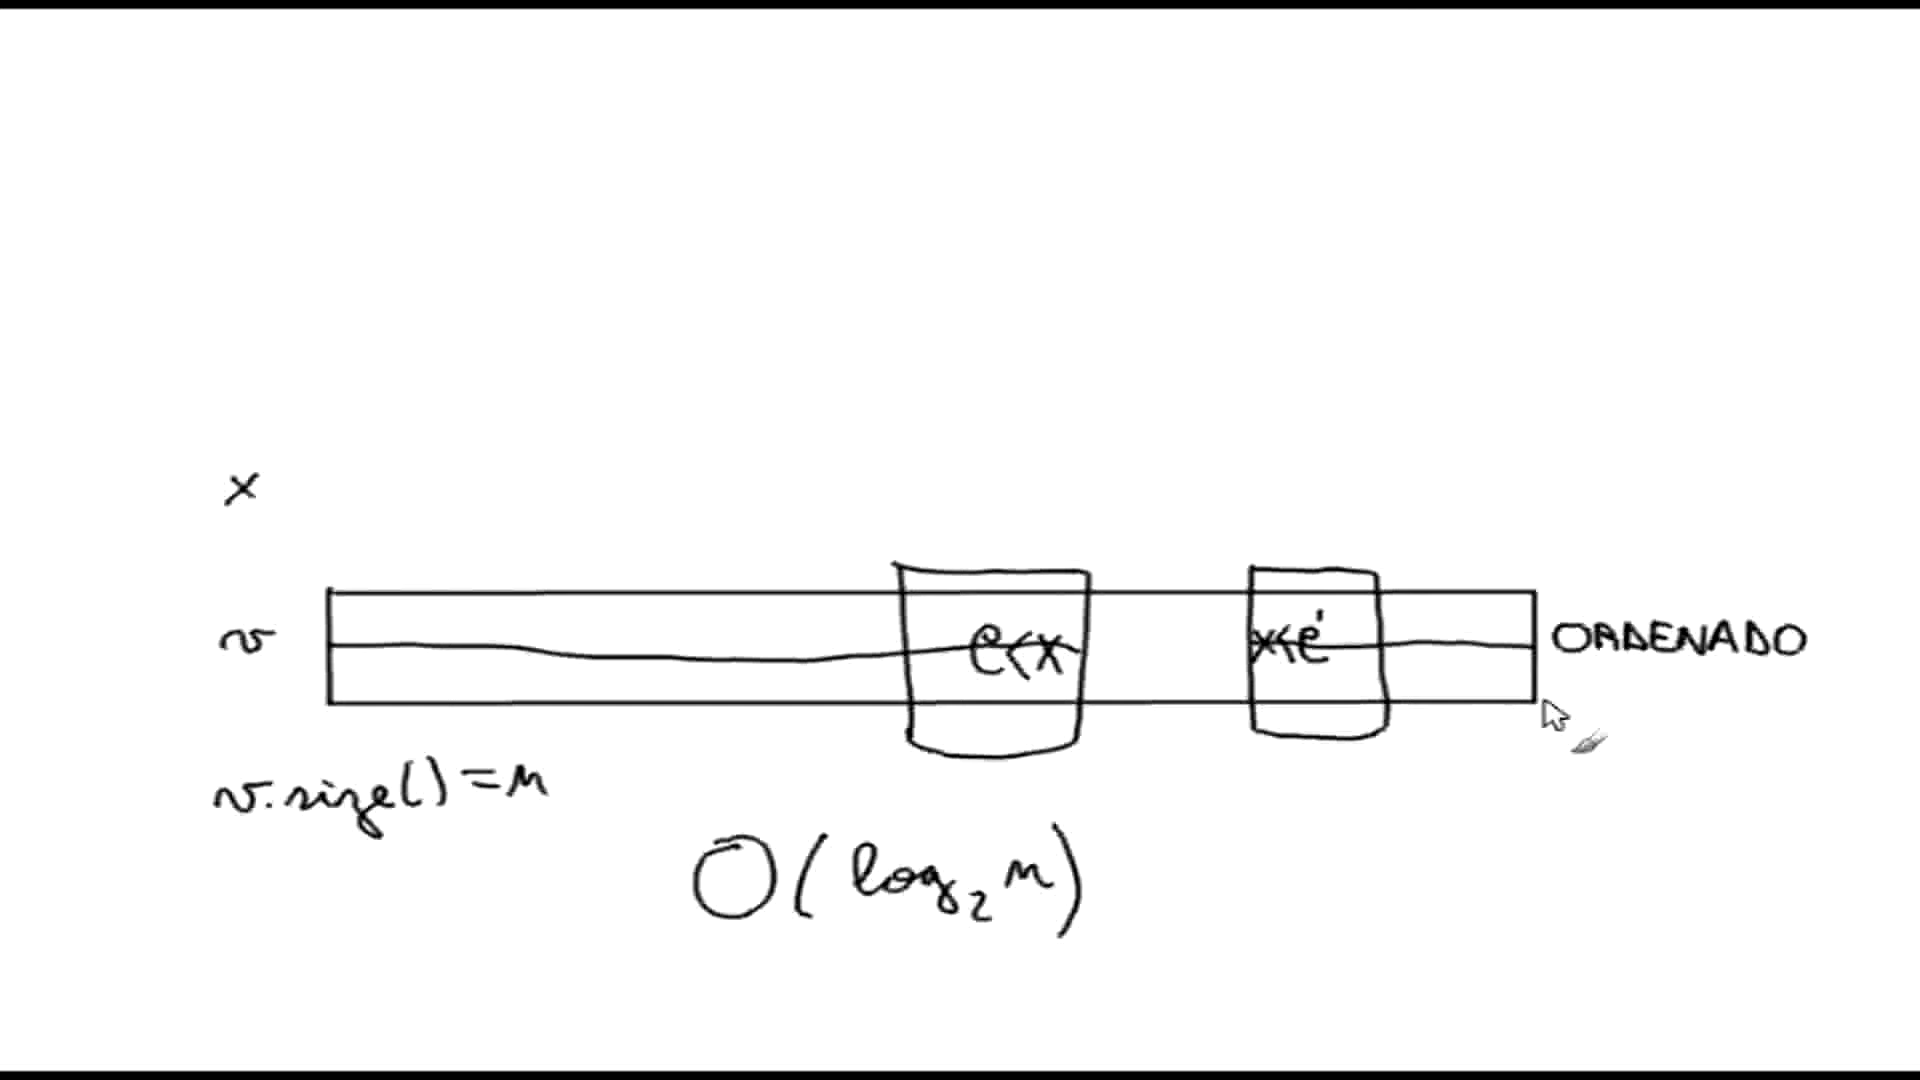 x
v e<x x<e' ORDENADO
v.size() = n
O(log₂ n)